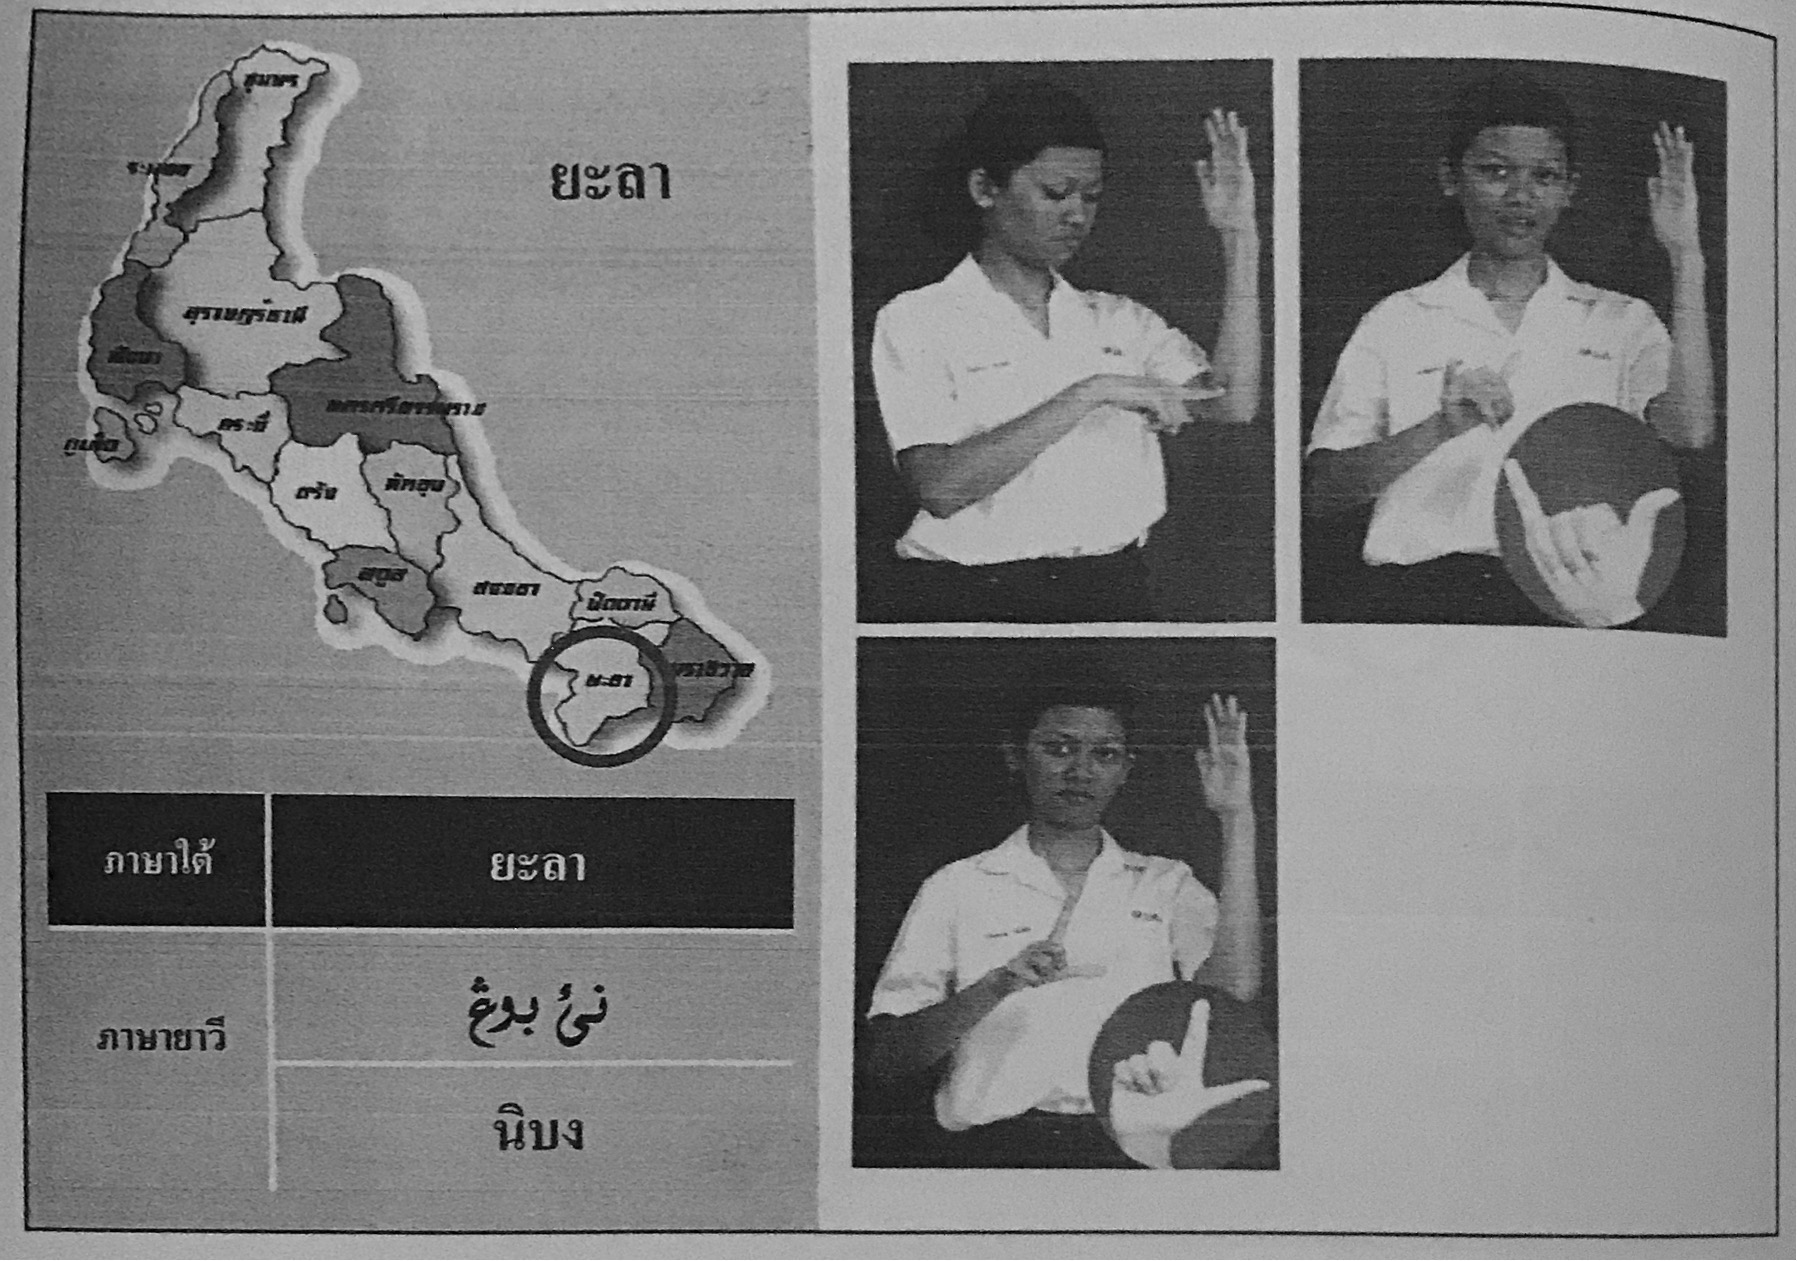 ยะลา
ชุมพร
ระนอง
สุราษฎร์ธานี
พังงา
นครศรีธรรมราช
กระบี่
ภูเก็ต
ตรัง
พัทลุง
สตูล
สงขลา
ปัตตานี
ยะลา
นราธิวาส
ภาษาใต้ ยะลา
ภาษายาวี
نئ بوڠ
นิบง